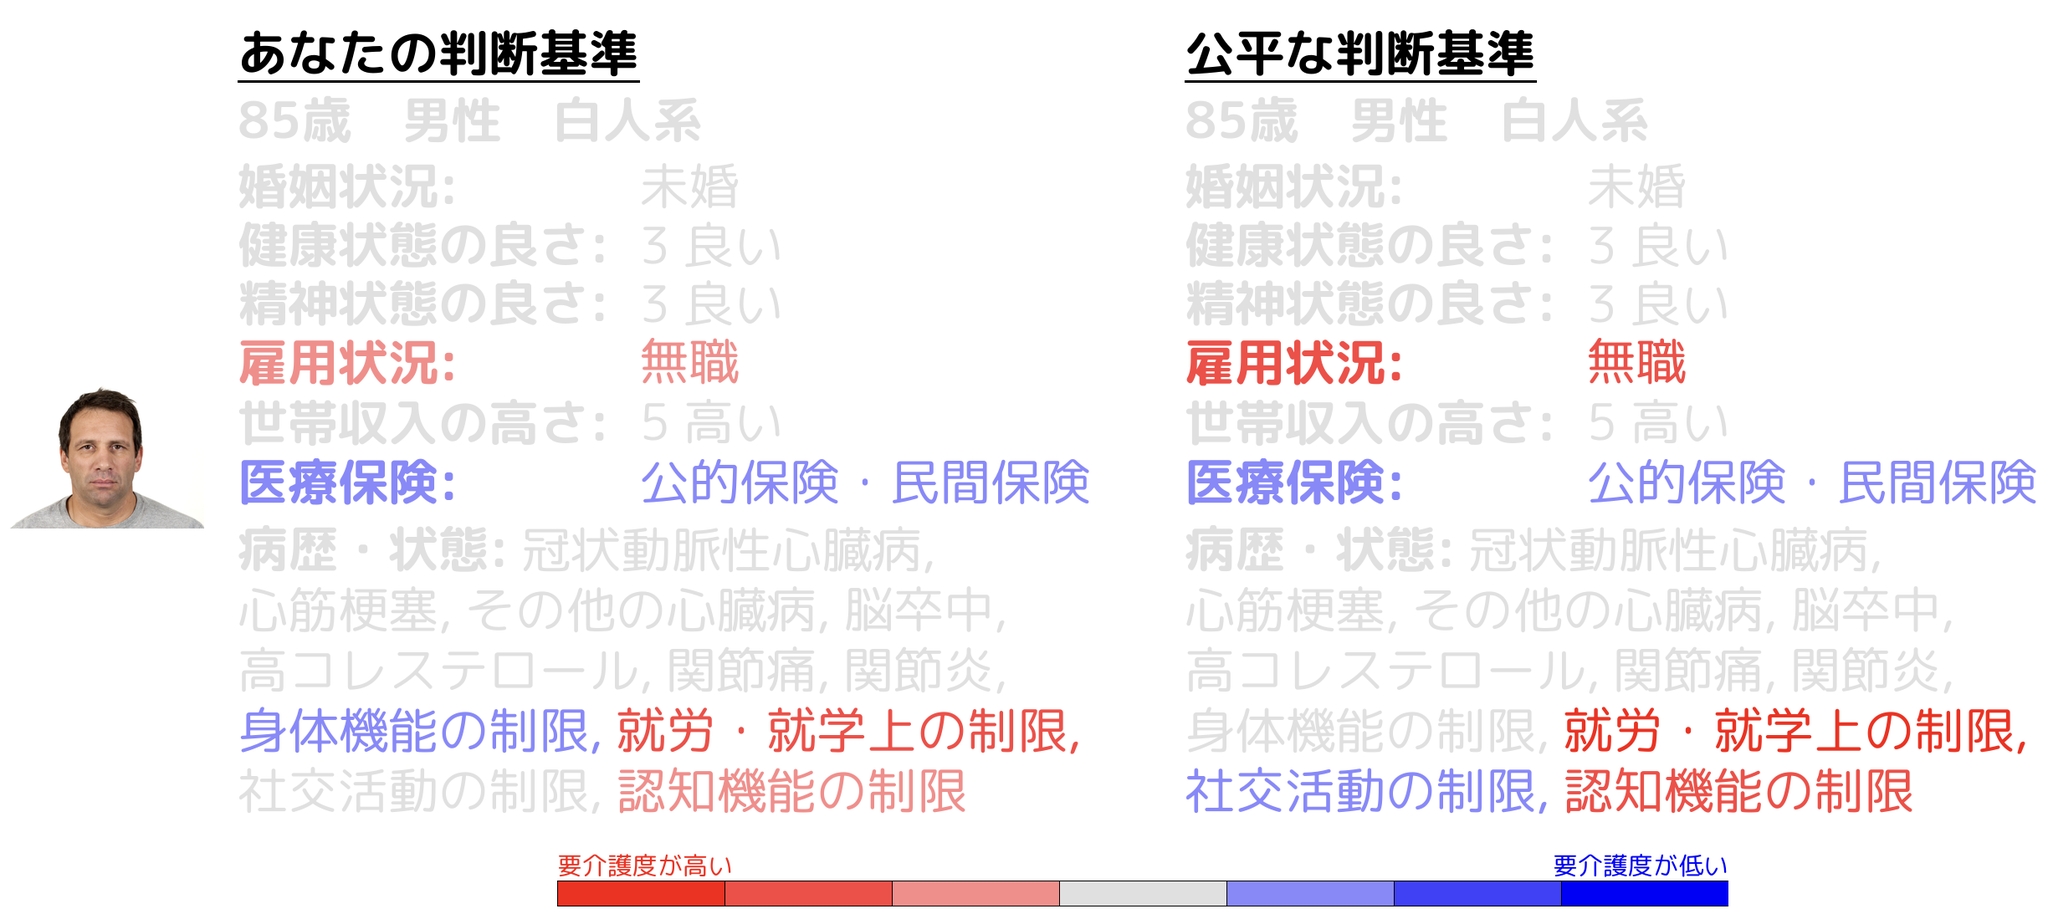 あなたの判断基準
85歳　男性　白人系
婚姻状況: 未婚
健康状態の良さ: 3 良い
精神状態の良さ: 3 良い
雇用状況: 無職
世帯収入の高さ: 5 高い
医療保険: 公的保険・民間保険
病歴・状態: 冠状動脈性心臓病,
心筋梗塞, その他の心臓病, 脳卒中,
高コレステロール, 関節痛, 関節炎,
身体機能の制限, 就労・就学上の制限,
社交活動の制限, 認知機能の制限
公平な判断基準
85歳　男性　白人系
婚姻状況: 未婚
健康状態の良さ: 3 良い
精神状態の良さ: 3 良い
雇用状況: 無職
世帯収入の高さ: 5 高い
医療保険: 公的保険・民間保険
病歴・状態: 冠状動脈性心臓病,
心筋梗塞, その他の心臓病, 脳卒中,
高コレステロール, 関節痛, 関節炎,
身体機能の制限, 就労・就学上の制限,
社交活動の制限, 認知機能の制限
要介護度が高い
要介護度が低い